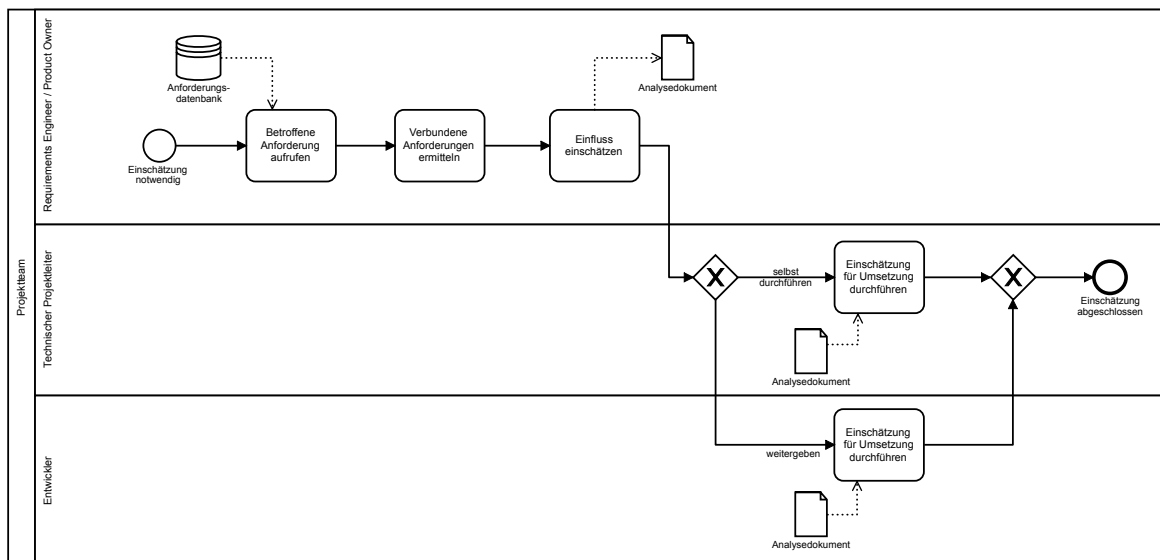 Projektteam
Requirements Engineer / Product Owner
Anforderungs-
datenbank
Analysedokument
Einschätzung
notwendig
Betroffene
Anforderung
aufrufen
Verbundene
Anforderungen
ermitteln
Einfluss
einschätzen
Technischer Projektleiter
X
selbst
durchführen
Einschätzung
für Umsetzung
durchführen
X
Einschätzung
abgeschlossen
Analysedokument
Entwickler
weitergeben
Einschätzung
für Umsetzung
durchführen
Analysedokument